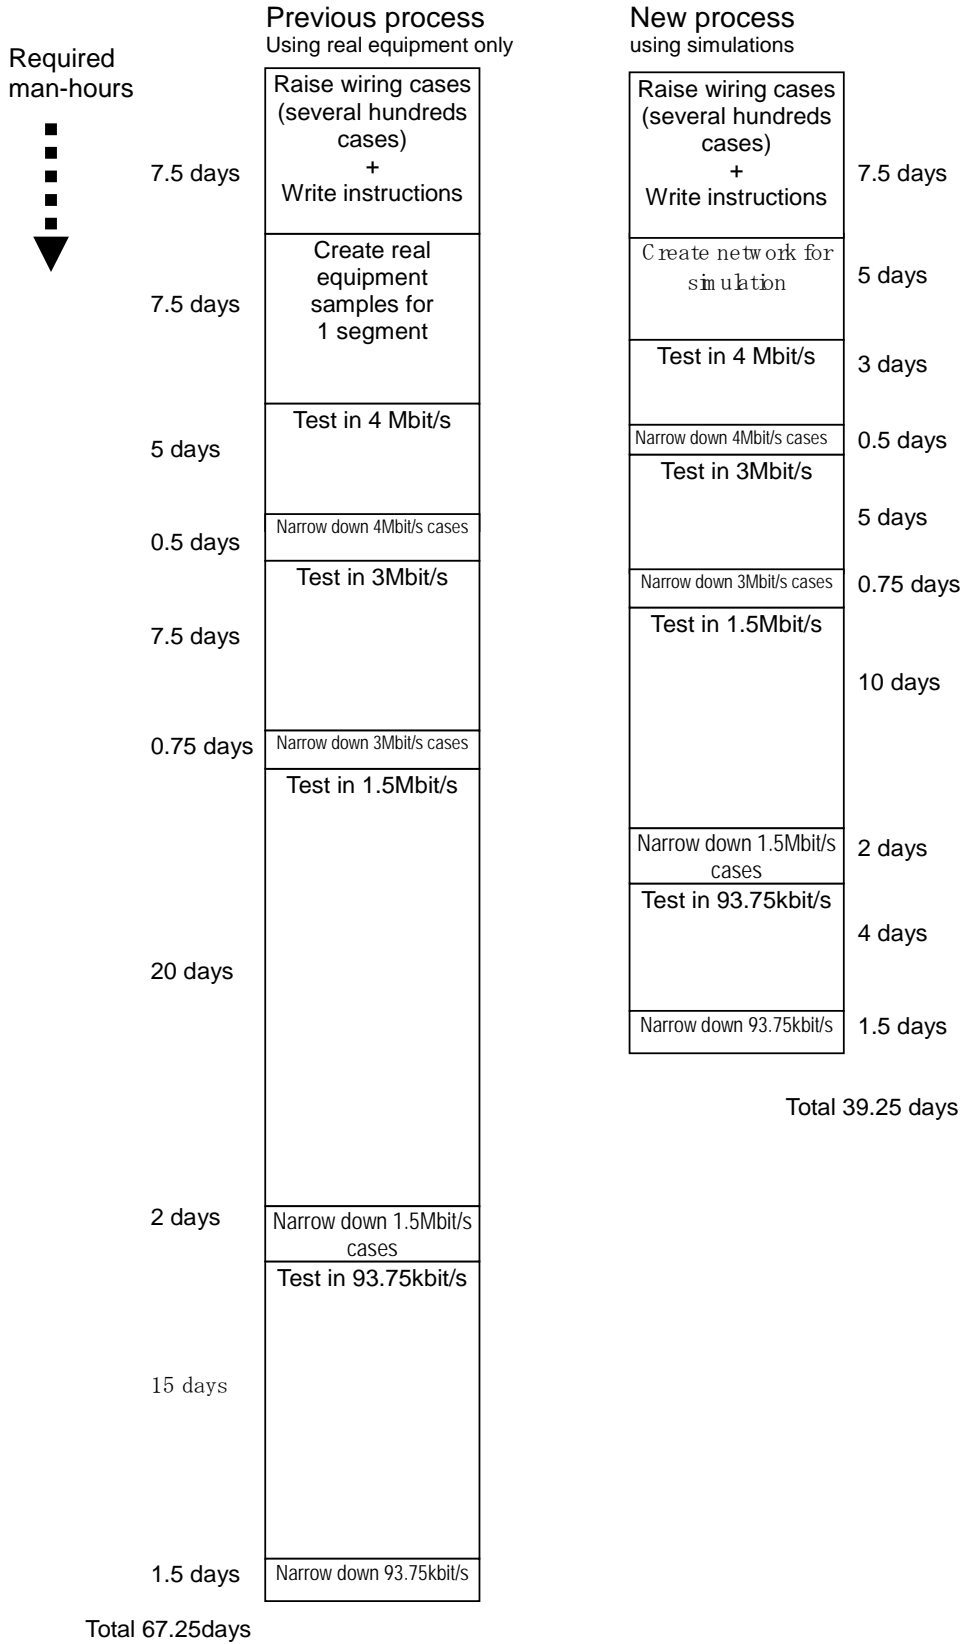 Previous process
Using real equipment only
New process
using simulations
Required
man-hours
7.5 days
Raise wiring cases
(several hundreds
cases)
+
Write instructions
7.5 days
Create real
equipment
samples for
1 segment
5 days
Test in 4 Mbit/s
0.5 days
Narrow down 4Mbit/s cases
7.5 days
Test in 3Mbit/s
0.75 days
Narrow down 3Mbit/s cases
20 days
Test in 1.5Mbit/s
2 days
Narrow down 1.5Mbit/s
cases
15 days
Test in 93.75kbit/s
1.5 days
Narrow down 93.75kbit/s
Total 67.25days
Raise wiring cases
(several hundreds
cases)
+
Write instructions
7.5 days
Create network for
simulation
5 days
Test in 4 Mbit/s
3 days
Narrow down 4Mbit/s cases
0.5 days
Test in 3Mbit/s
5 days
Narrow down 3Mbit/s cases
0.75 days
Test in 1.5Mbit/s
10 days
Narrow down 1.5Mbit/s
cases
2 days
Test in 93.75kbit/s
4 days
Narrow down 93.75kbit/s
1.5 days
Total 39.25 days